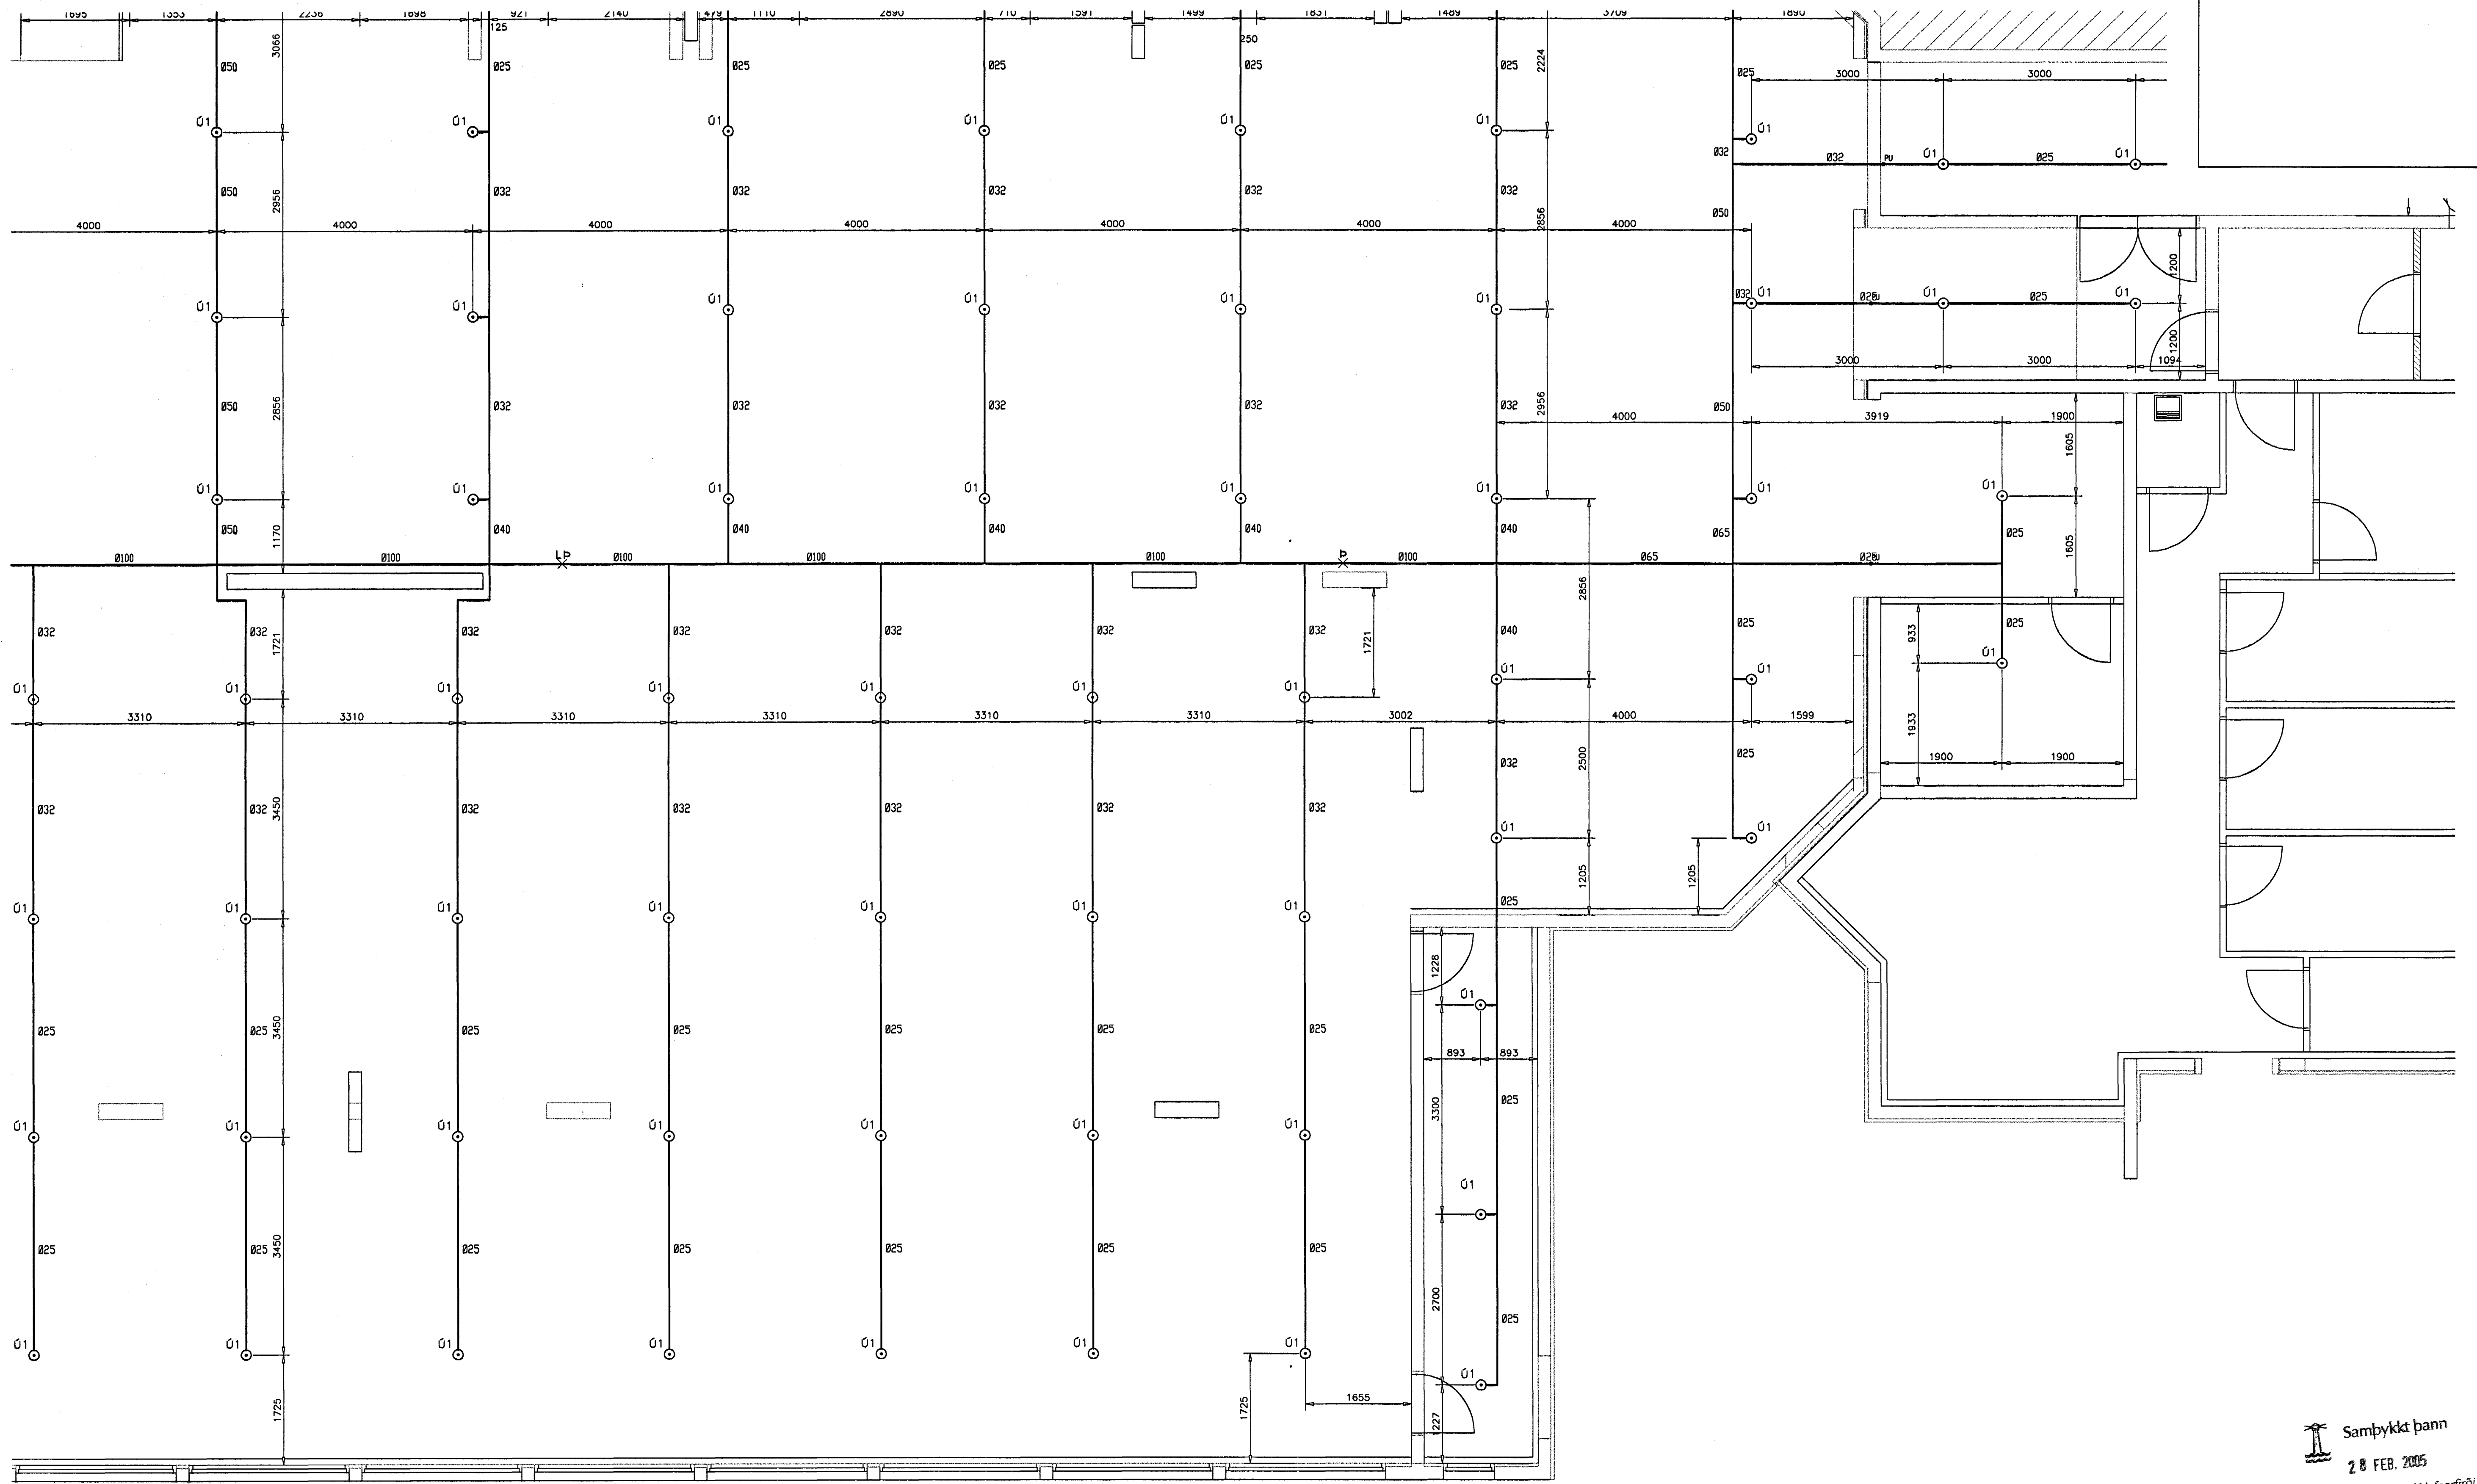 1695 1353 2236 1698 921 2140 479 1110 2890 710 1591 1499 1831 1489 3709 1890
125 250
3066 2224
Ø50 Ø25 Ø25 Ø25 Ø25 Ø25 Ø25 3000 3000
Ú1 Ú1 Ú1 Ú1 Ú1 Ú1 Ú1
Ø32 Ø32 PU Ú1 Ø25 Ú1
Ø50 2956 Ø32 Ø32 Ø32 Ø32 Ø32 2856
Ø50
4000 4000 4000 4000 4000 4000 4000
1200
Ú1 Ú1 Ú1 Ú1 Ú1 Ú1 Ø32 Ú1 Ú1 Ø25 Ú1
1200
3000 3000 1094
Ø50 2856 Ø32 Ø32 Ø32 Ø32 Ø32 2956 Ø50
4000 3919 1900
1605
Ú1 Ú1 Ú1 Ú1 Ú1 Ú1 Ú1 Ú1
Ø50 1170 Ø40 Ø40 Ø40 Ø40 Ø40 Ø65 Ø25 1605
Ø100 Ø100 LÞ Ø100 Ø100 Ø100 Þ Ø100 Ø65
2856
Ø32 Ø32 1721 Ø32 Ø32 Ø32 Ø32 Ø32 1721 Ø40 Ø25 Ø25 933
Ú1 Ú1 Ú1 Ú1 Ú1 Ú1 Ú1 Ú1 Ú1 Ú1
3310 3310 3310 3310 3310 3310 3002 4000 1599
1933
Ø32 2500 Ø25 1900 1900
Ø32 Ø32 3450 Ø32 Ø32 Ø32 Ø32 Ø32
Ú1 Ú1
1205 1205
Ø25
Ú1 Ú1 Ú1 Ú1 Ú1 Ú1 Ú1
1228
Ú1
Ø25 Ø25 3450 Ø25 Ø25 Ø25 Ø25 Ø25
893 893
3300 Ø25
Ú1 Ú1 Ú1 Ú1 Ú1 Ú1 Ú1
Ú1
Ø25 Ø25 3450 Ø25 Ø25 Ø25 Ø25 Ø25
2700 Ø25
Ú1 Ú1 Ú1 Ú1 Ú1 Ú1 Ú1
Ú1
1725 1725 1655 1227
Samþykkt þann
28 FEB. 2005